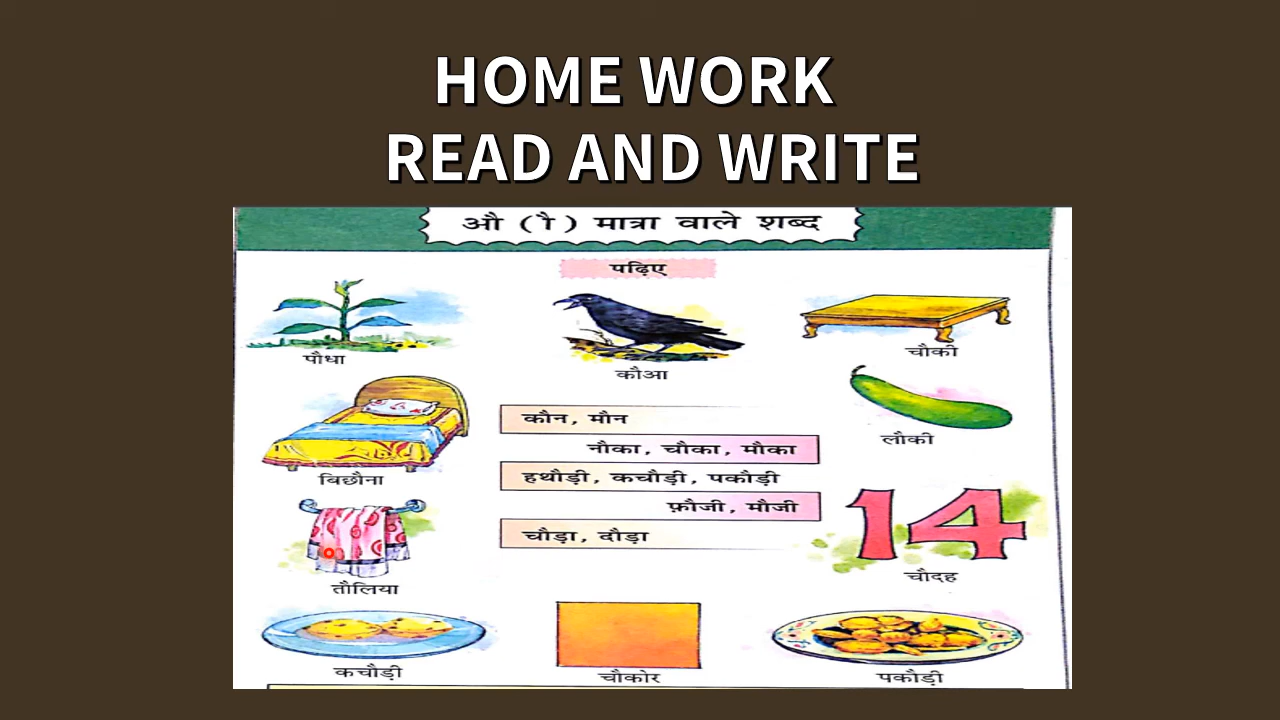 HOME WORK
READ AND WRITE
औ (ौ) मात्रा वाले शब्द
पढ़िए
पौधा
कौआ
चौकी
बिछौना
कौन, मौन
नौका, चौका, मौका
हथौड़ी, कचौड़ी, पकौड़ी
फ़ौजी, मौजी
चौड़ा, दौड़ा
लौकी
तौलिया
14
चौदह
कचौड़ी
चौकोर
पकौड़ी